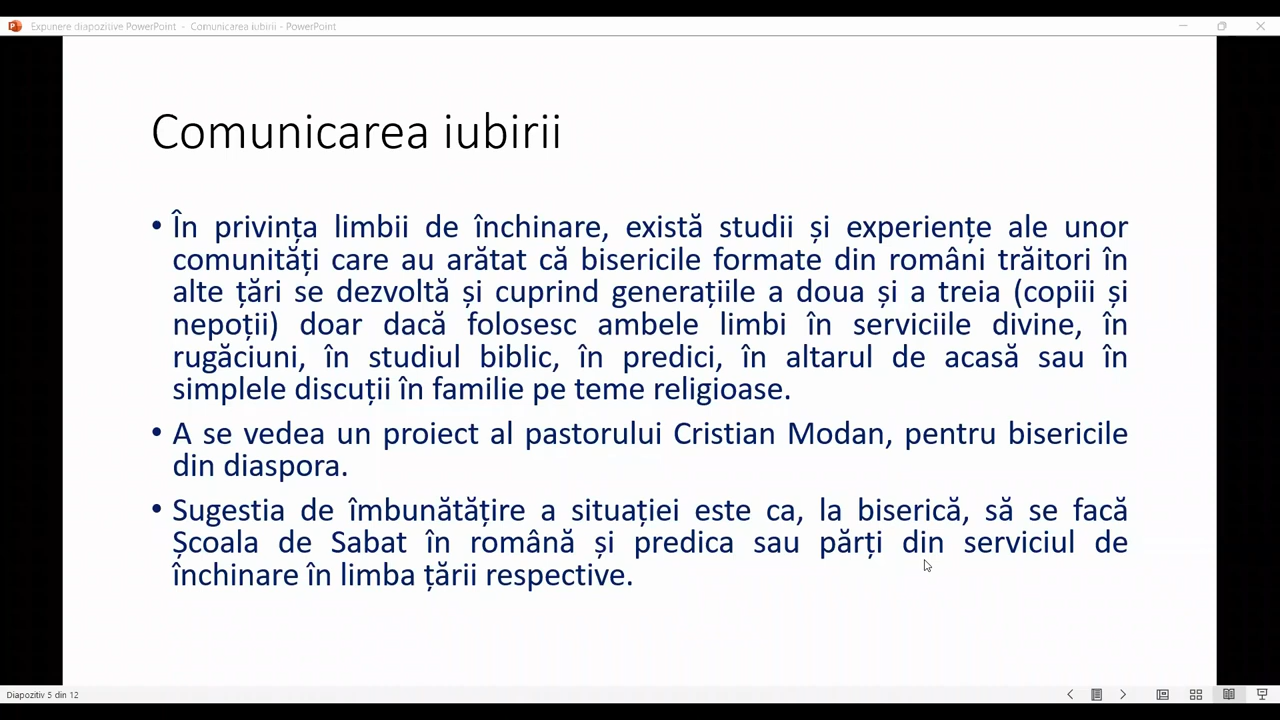 Expunere diapozitive PowerPoint - Comunicarea iubirii - PowerPoint
Comunicarea iubirii
• În privința limbii de închinare, există studii și experiențe ale unor
comunități care au arătat că bisericile formate din români trăitori în
alte țări se dezvoltă și cuprind generațiile a doua și a treia (copiii și
nepoții) doar dacă folosesc ambele limbi în serviciile divine, în
rugăciuni, în studiul biblic, în predici, în altarul de acasă sau în
simplele discuții în familie pe teme religioase.
• A se vedea un proiect al pastorului Cristian Modan, pentru bisericile
din diaspora.
• Sugestia de îmbunătățire a situației este ca, la biserică, să se facă
Școala de Sabat în română și predica sau părți din serviciul de
închinare în limba țării respective.
Diapozitiv 5 din 12